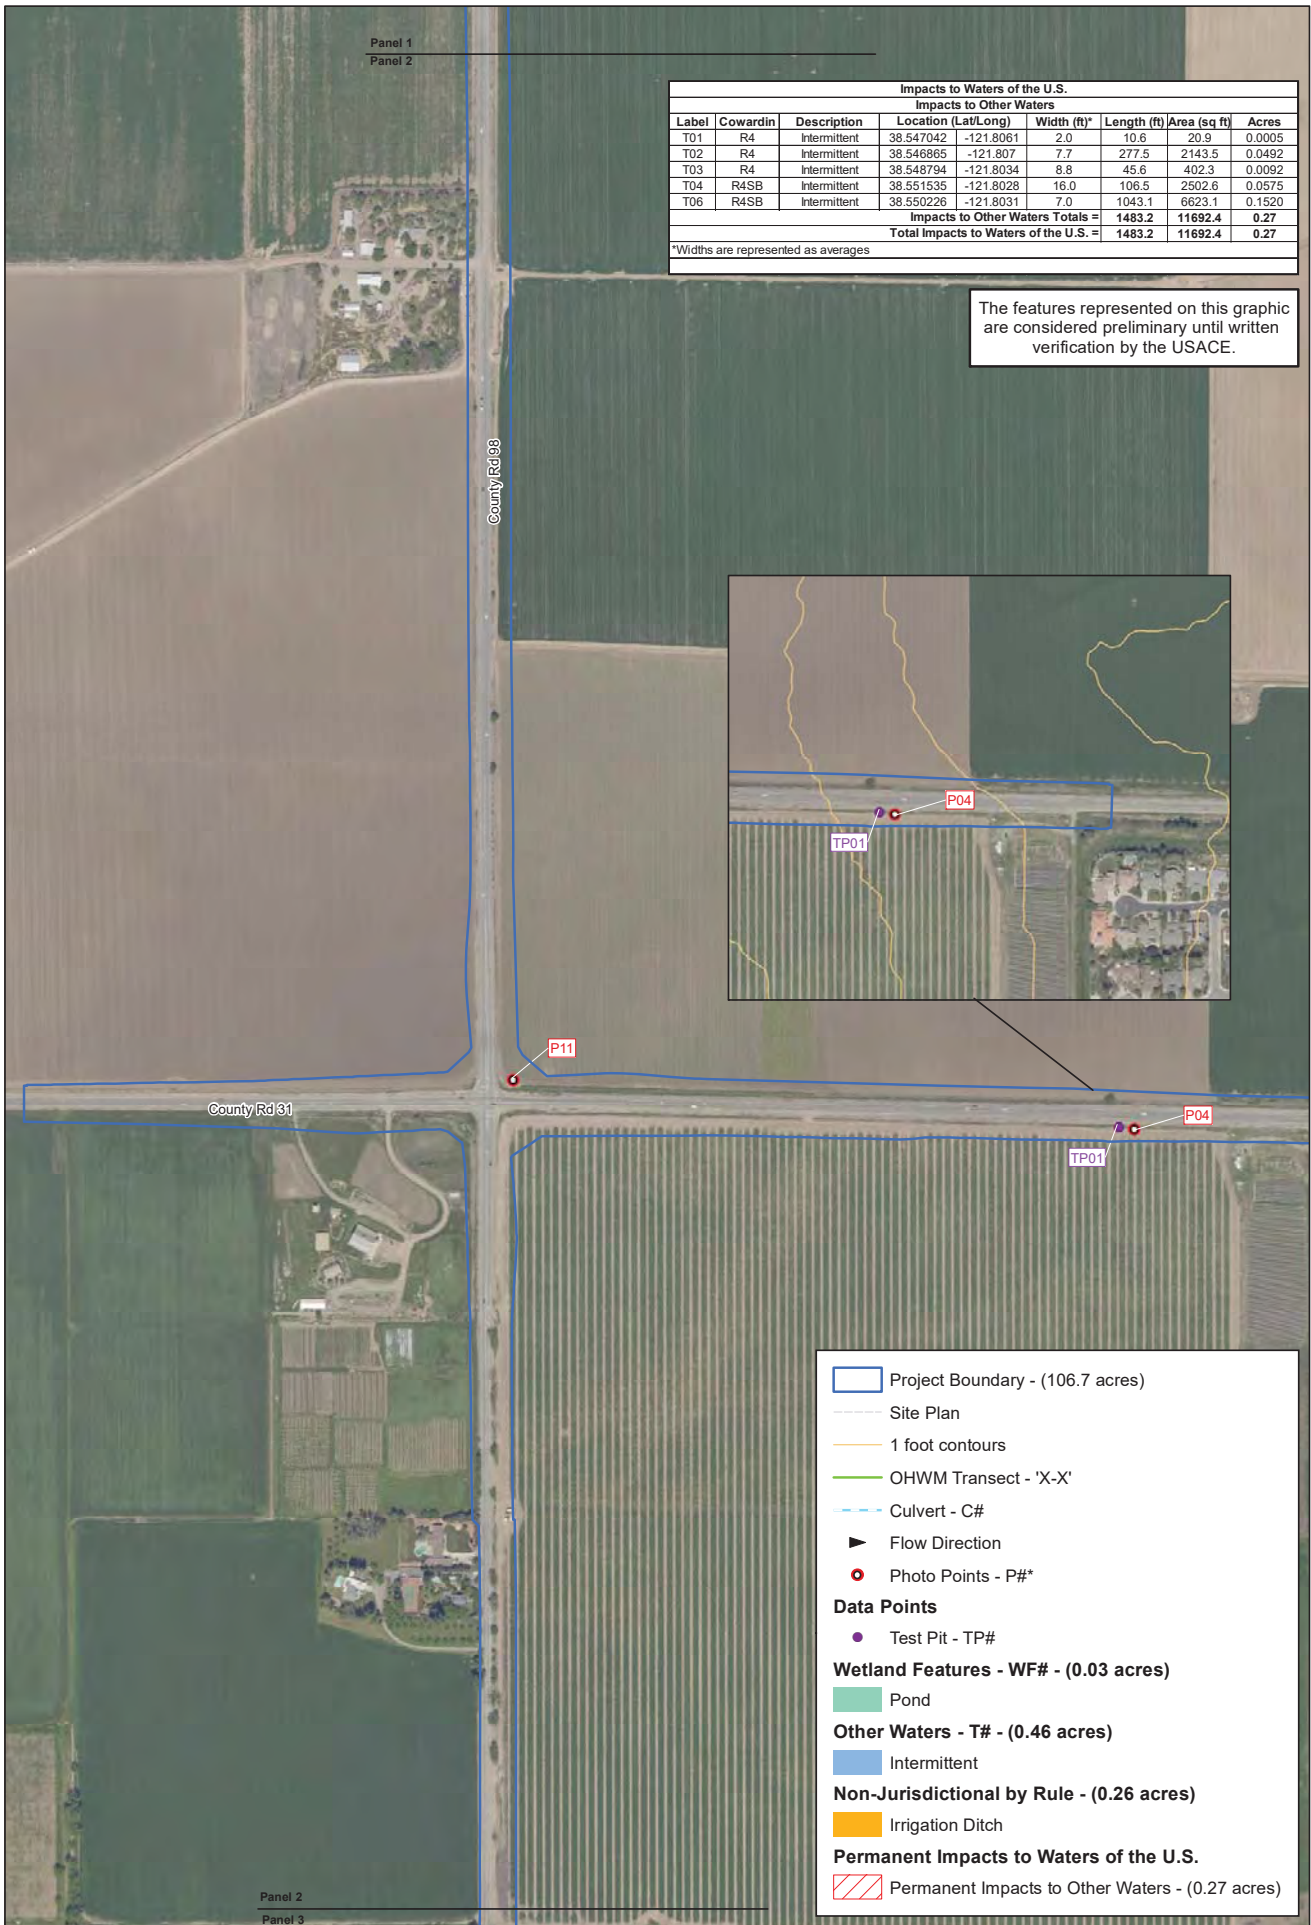 Panel 1
Panel 2
Impacts to Waters of the U.S.
Impacts to Other Waters
Label Cowardin Description Location (Lat/Long) Width (ft)* Length (ft) Area (sq ft) Acres
T01 R4 Intermittent 38.547042 -121.8061 2.0 10.6 20.9 0.0005
T02 R4 Intermittent 38.546865 -121.807 7.7 277.5 2143.5 0.0492
T03 R4 Intermittent 38.548794 -121.8034 8.8 45.6 402.3 0.0092
T04 R4SB Intermittent 38.551535 -121.8028 16.0 106.5 2502.6 0.0575
T06 R4SB Intermittent 38.550226 -121.8031 7.0 1043.1 6623.1 0.1520
Impacts to Other Waters Totals = 1483.2 11692.4 0.27
Total Impacts to Waters of the U.S. = 1483.2 11692.4 0.27
*Widths are represented as averages
The features represented on this graphic
are considered preliminary until written
verification by the USACE.
County Rd 98
P04
TP01
P11
County Rd 31
P04
TP01
Project Boundary - (106.7 acres)
Site Plan
1 foot contours
OHWM Transect - 'X-X'
Culvert - C#
Flow Direction
Photo Points - P#*
Data Points
Test Pit - TP#
Wetland Features - WF# - (0.03 acres)
Pond
Other Waters - T# - (0.46 acres)
Intermittent
Non-Jurisdictional by Rule - (0.26 acres)
Irrigation Ditch
Permanent Impacts to Waters of the U.S.
Permanent Impacts to Other Waters - (0.27 acres)
Panel 2
Panel 3